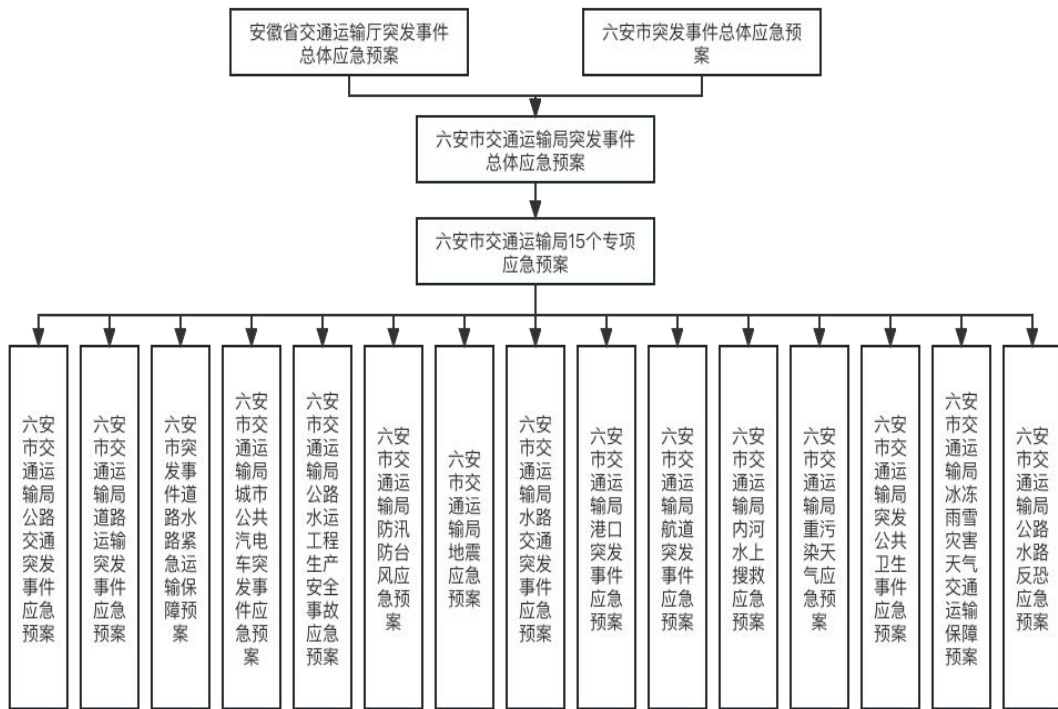 安徽省交通运输厅突发事件
总体应急预案
六安市突发事件总体应急预
案
六安市交通运输局突发事件
总体应急预案
六安市交通运输局15个专项
应急预案
六安
市交
通运
输局
公路
交通
突发
事件
应急
预案
六安
市交
通运
输局
道路
运输
突发
事件
应急
预案
六安
市突
发事
件道
路水
路紧
急运
输保
障预
案
六安
市交
通运
输局
城市
公共
汽电
车突
发事
件应
急预
案
六安
市交
通运
输局
公路
水运
工程
生产
安全
事故
应急
预案
六安
市交
通运
输局
防汛
防台
风应
急预
案
六安
市交
通运
输局
地震
应急
预案
六安
市交
通运
输局
水路
交通
突发
事件
应急
预案
六安
市交
通运
输局
港口
突发
事件
应急
预案
六安
市交
通运
输局
航道
突发
事件
应急
预案
六安
市交
通运
输局
内河
水上
搜救
应急
预案
六安
市交
通运
输局
重污
染天
气应
急预
案
六安
市交
通运
输局
突发
公共
卫生
事件
应急
预案
六安
市交
通运
输局
冰冻
雨雪
灾害
天气
交通
运输
保障
预案
六安
市交
通运
输局
公路
水路
反恐
应急
预案